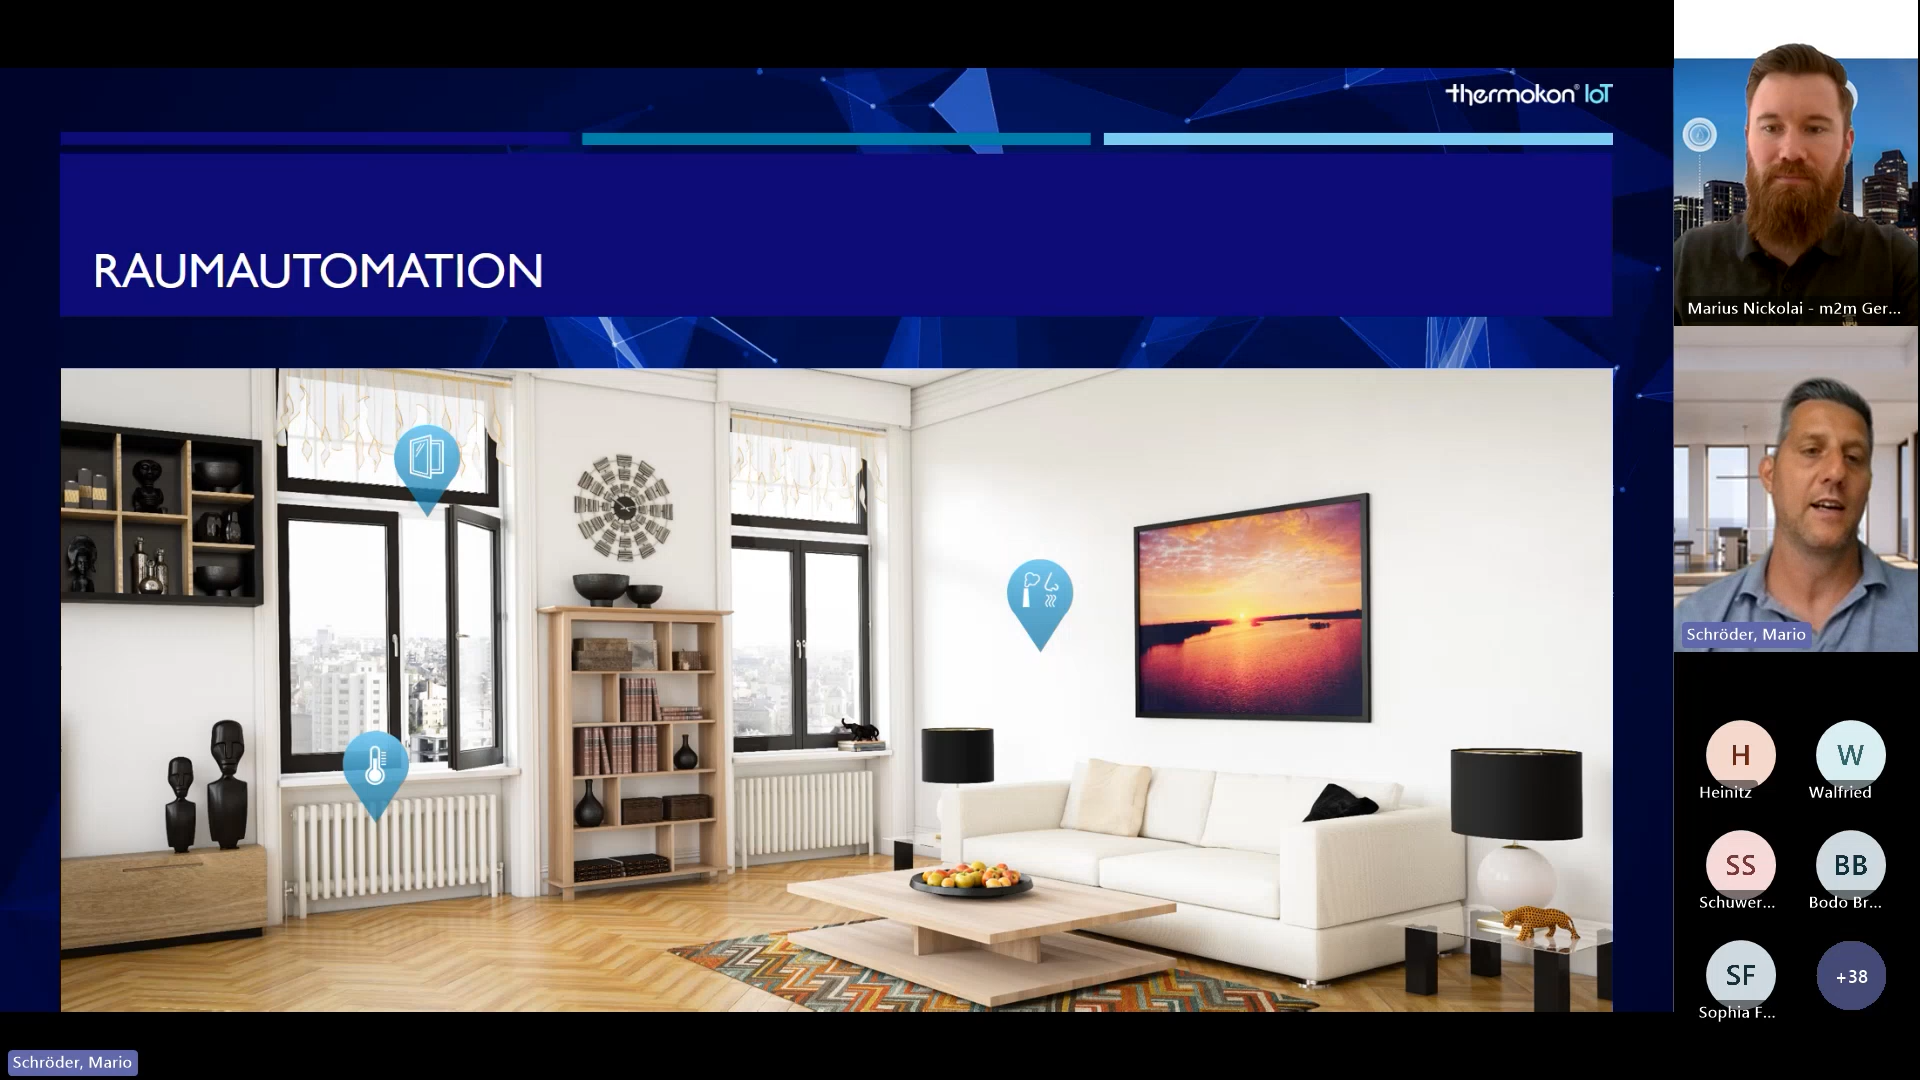 thermokon® IoT
RAUMAUTOMATION
Marius Nickolai - m2m Ger...
Schröder, Mario
H
Heinitz
W
Walfried
SS
Schuwer...
BB
Bodo Br...
SF
Sophia F...
+38
Schröder, Mario